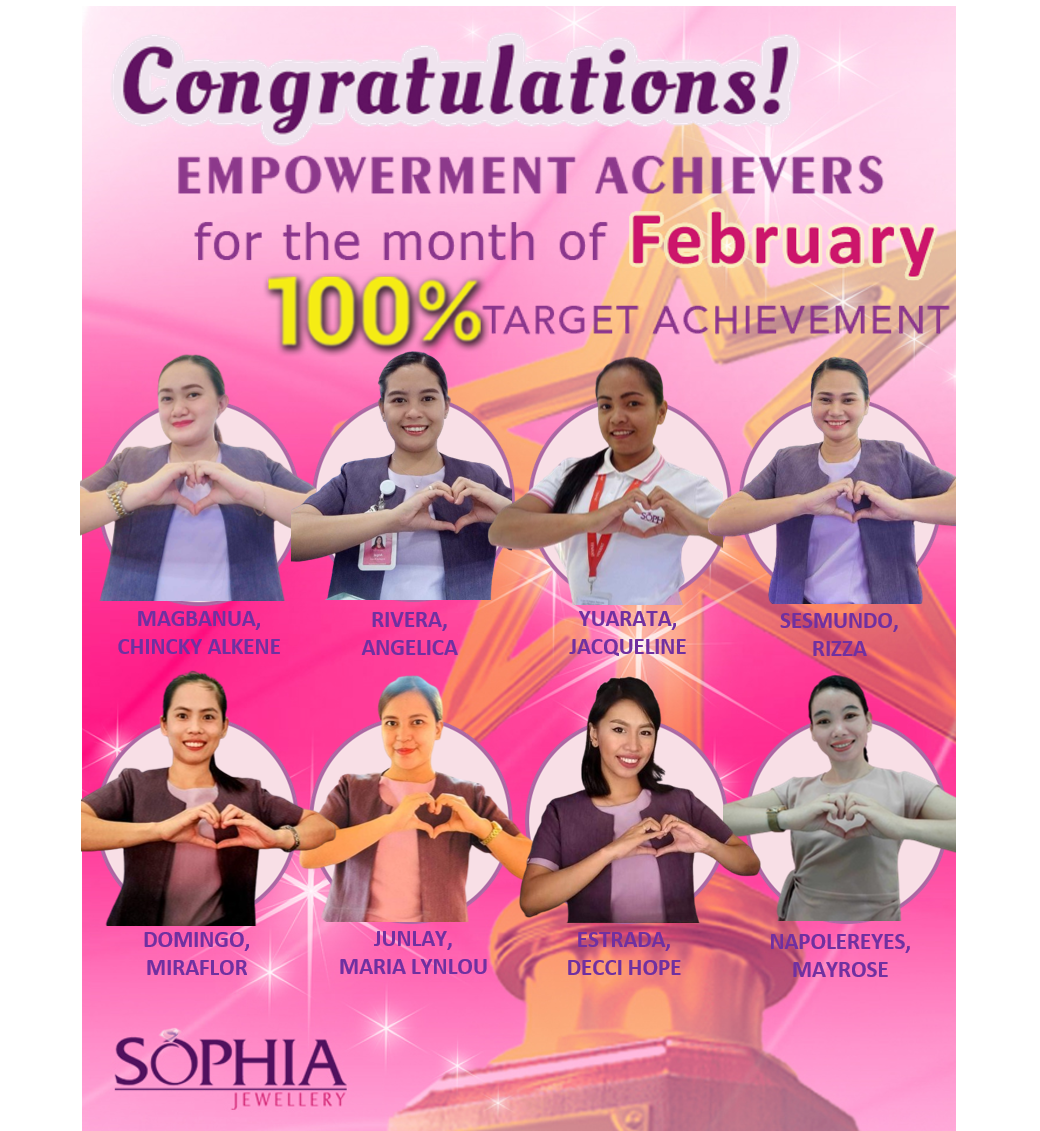 Congratulations!
EMPOWERMENT ACHIEVERS
for the month of February
100% TARGET ACHIEVEMENT
SOPH
MAGBANUA,
CHINCKY ALKENE
RIVERA,
ANGELICA
YUARATA,
JACQUELINE
SESMUNDO,
RIZZA
DOMINGO,
MIRAFLOR
JUNLAY,
MARIA LYNLOU
ESTRADA,
DECCI HOPE
NAPOLEREYES,
MAYROSE
SOPHIA
JEWELLERY